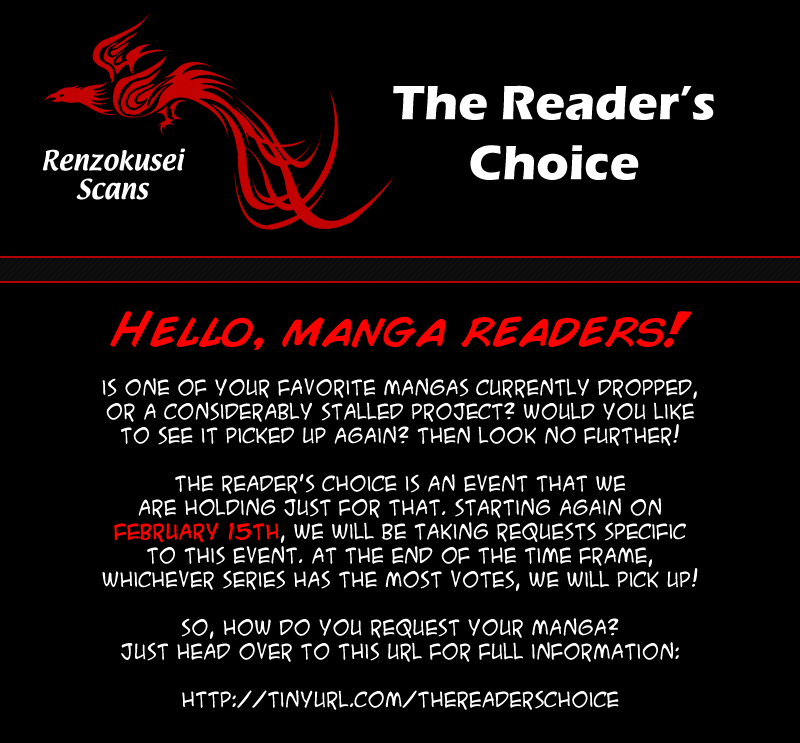 Renzokusei
Scans
The Reader's
Choice
HELLO, MANGA READERS!
IS ONE OF YOUR FAVORITE MANGAS CURRENTLY DROPPED,
OR A CONSIDERABLY STALLED PROJECT? WOULD YOU LIKE
TO SEE IT PICKED UP AGAIN? THEN LOOK NO FURTHER!
THE READER'S CHOICE IS AN EVENT THAT WE
ARE HOLDING JUST FOR THAT. STARTING AGAIN ON
FEBRUARY 15TH, WE WILL BE TAKING REQUESTS SPECIFIC
TO THIS EVENT. AT THE END OF THE TIME FRAME,
WHICHEVER SERIES HAS THE MOST VOTES, WE WILL PICK UP!
SO, HOW DO YOU REQUEST YOUR MANGA?
JUST HEAD OVER TO THIS URL FOR FULL INFORMATION:
HTTP://TINYURL.COM/THEREADERSCHOICE